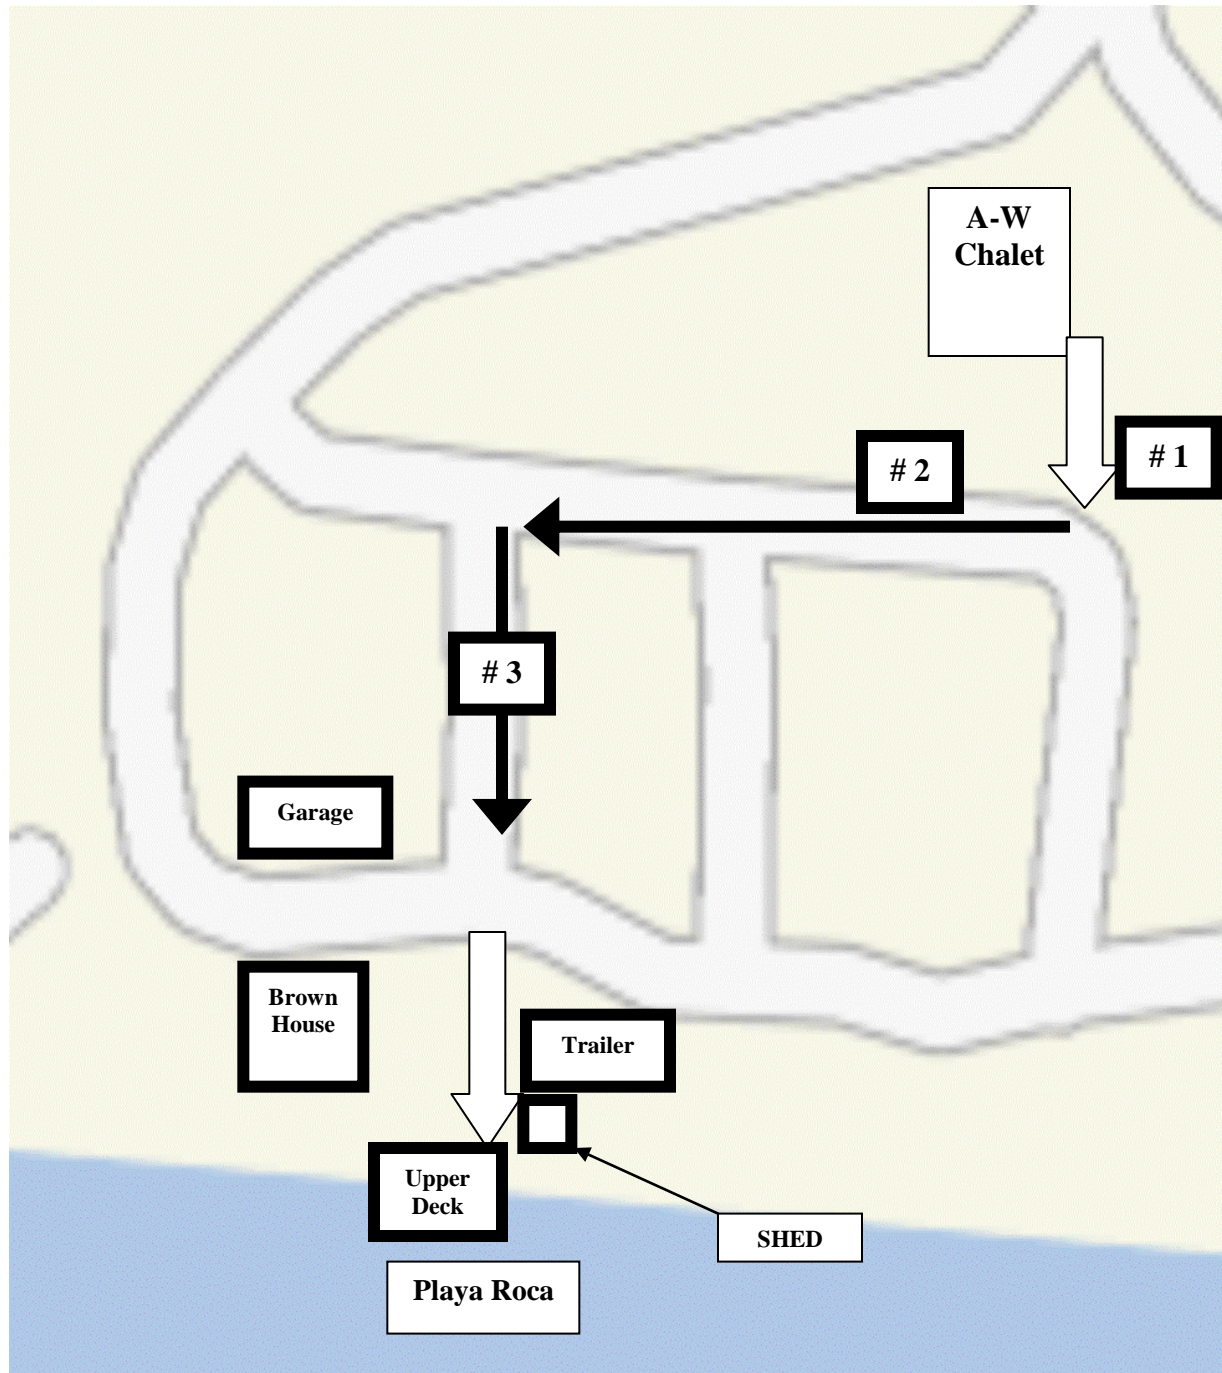 A-W
Chalet
# 1
# 2
# 3
Garage
Brown
House
Trailer
Upper
Deck
SHED
Playa Roca